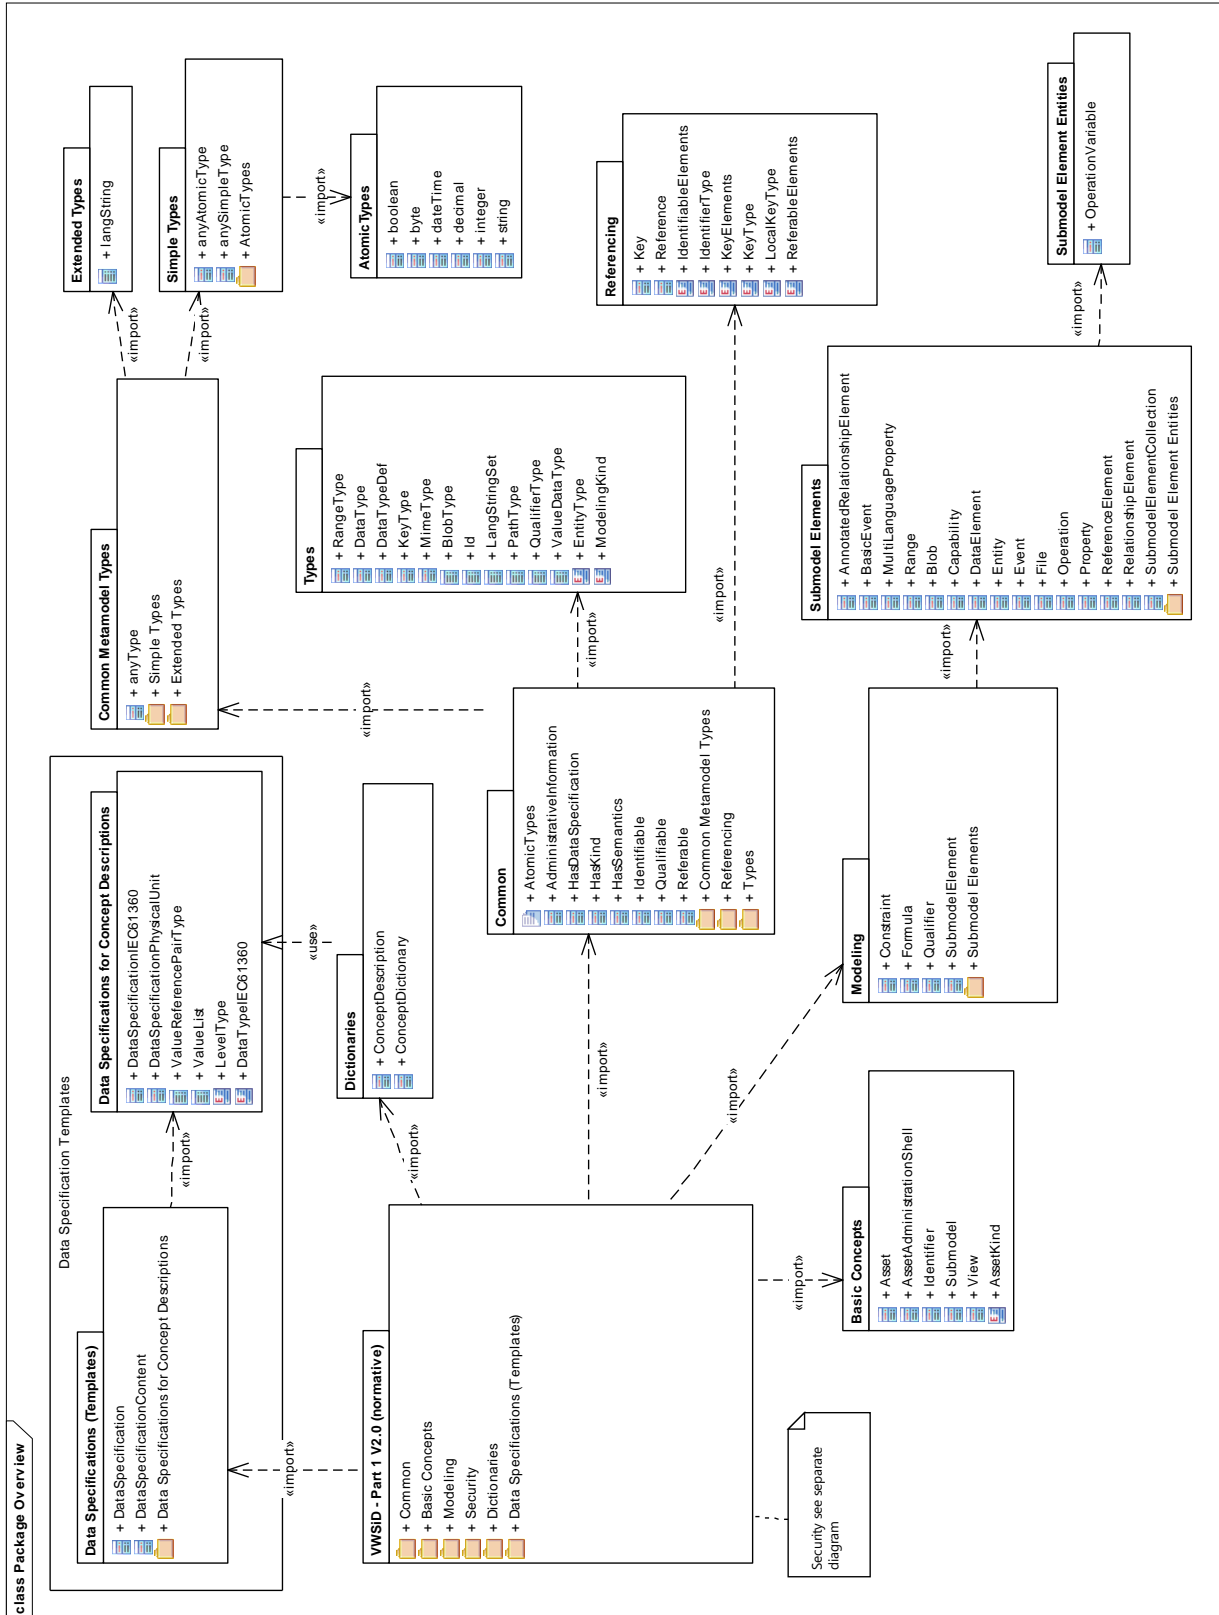 class Package Overview
Data Specification Templates
Data Specifications (Templates)
+ DataSpecification
+ DataSpecificationContent
+ Data Specifications for Concept Descriptions
«import»
Data Specifications for Concept Descriptions
+ DataSpecificationIEC61360
+ DataSpecificationPhysicalUnit
+ ValueReferencePairType
+ ValueList
+ LevelType
+ DataTypeIEC61360
«import»
«use»
Common Metamodel Types
+ anyType
+ Simple Types
+ Extended Types
«import»
«import»
Extended Types
+ langString
Simple Types
+ anyAtomicType
+ anySimpleType
+ AtomicTypes
«import»
AtomicTypes
+ boolean
+ byte
+ dateTime
+ decimal
+ integer
+ string
VWSiD - Part 1 V2.0 (normative)
+ Common
+ Basic Concepts
+ Modeling
+ Security
+ Dictionaries
+ Data Specifications (Templates)
«import»
Dictionaries
+ ConceptDescription
+ ConceptDictionary
«import»
«import»
Common
+ AtomicTypes
+ AdministrativeInformation
+ HasDataSpecification
+ HasKind
+ HasSemantics
+ Identifiable
+ Qualifiable
+ Referable
+ Common Metamodel Types
+ Referencing
+ Types
«import»
«import»
Types
+ RangeType
+ DataType
+ DataTypeDef
+ KeyType
+ MimeType
+ BlobType
+ Id
+ LangStringSet
+ PathType
+ QualifierType
+ ValueDataType
+ EntityType
+ ModelingKind
«import»
Referencing
+ Key
+ Reference
+ IdentifiableElements
+ IdentifierType
+ KeyElements
+ KeyType
+ LocalKeyType
+ ReferableElements
Security see separate
diagram
«import»
Basic Concepts
+ Asset
+ AssetAdministrationShell
+ Identifier
+ Submodel
+ View
+ AssetKind
«import»
Modeling
+ Constraint
+ Formula
+ Qualifier
+ SubmodelElement
+ Submodel Elements
«import»
Submodel Elements
+ AnnotatedRelationshipElement
+ BasicEvent
+ MultiLanguageProperty
+ Range
+ Blob
+ Capability
+ DataElement
+ Entity
+ Event
+ File
+ Operation
+ Property
+ ReferenceElement
+ RelationshipElement
+ SubmodelElementCollection
+ Submodel Element Entities
«import»
Submodel Element Entities
+ OperationVariable